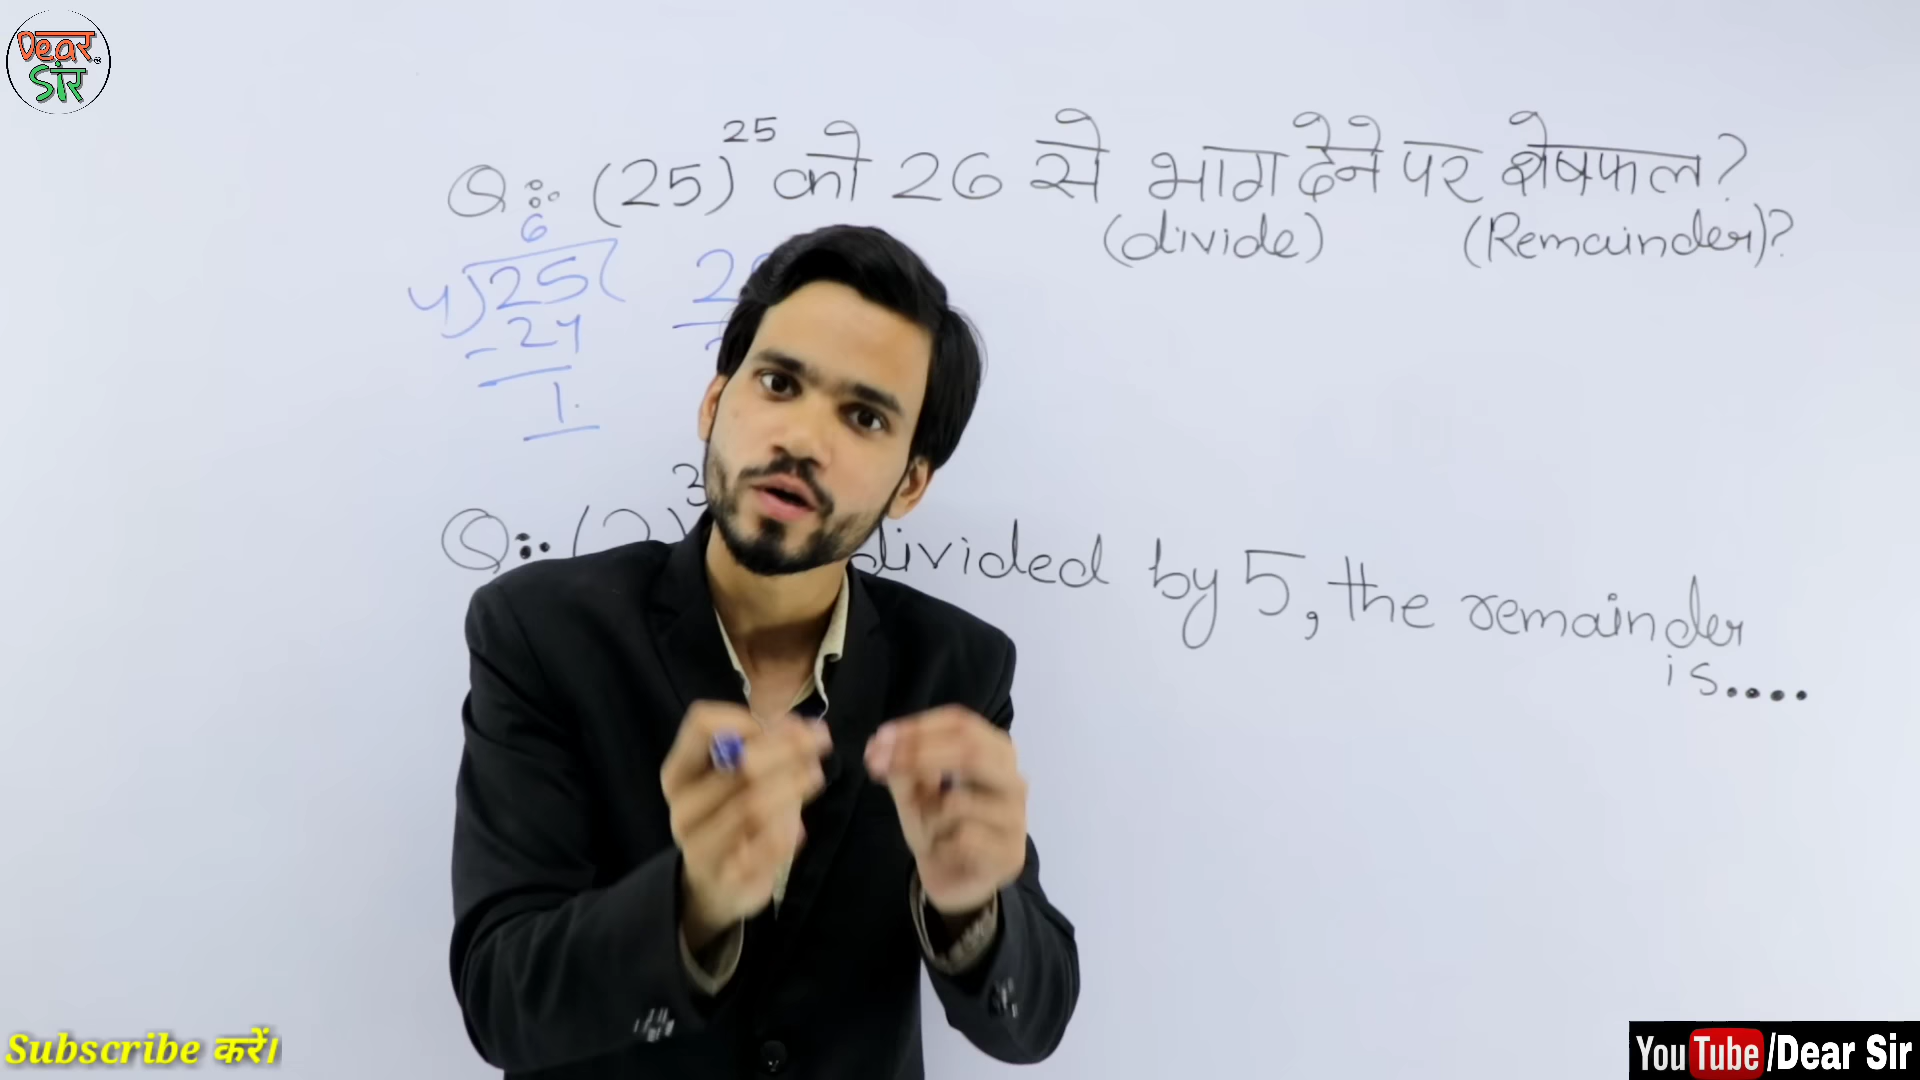 Dear
Sir
Q: (25)^25 को 26 से भाग देने पर शेषफल?
(divide) (Remainder)?
6
4)25(
-24
1
Q: divided by 5, the remainder
is....
Subscribe करें।
YouTube/Dear Sir